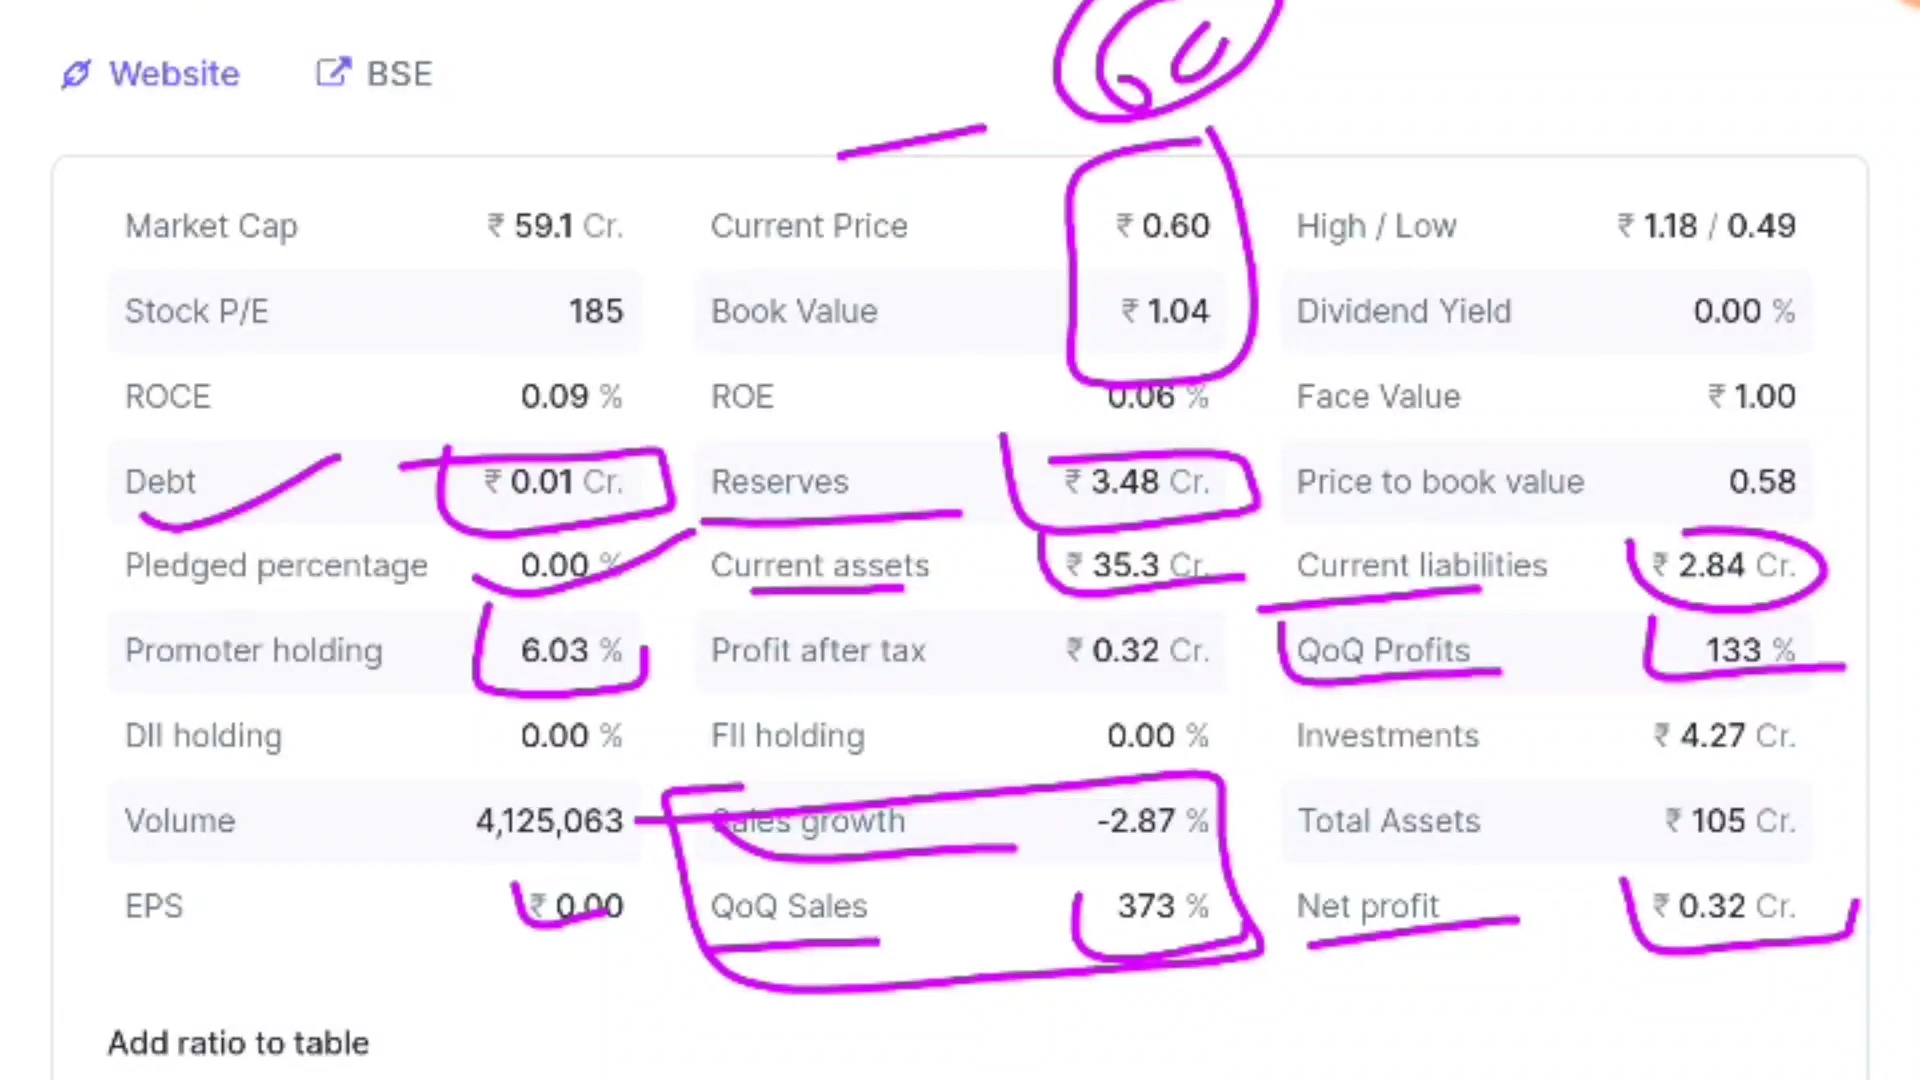 Website BSE
Market Cap ₹ 59.1 Cr. Current Price ₹ 0.60 High / Low ₹ 1.18 / 0.49
Stock P/E 185 Book Value ₹ 1.04 Dividend Yield 0.00 %
ROCE 0.09 % ROE 0.06 % Face Value ₹ 1.00
Debt ₹ 0.01 Cr. Reserves ₹ 3.48 Cr. Price to book value 0.58
Pledged percentage 0.00 % Current assets ₹ 35.3 Cr. Current liabilities ₹ 2.84 Cr.
Promoter holding 6.03 % Profit after tax ₹ 0.32 Cr. QoQ Profits 133 %
DII holding 0.00 % FII holding 0.00 % Investments ₹ 4.27 Cr.
Volume 4,125,063 Sales growth -2.87 % Total Assets ₹ 105 Cr.
EPS ₹ 0.00 QoQ Sales 373 % Net profit ₹ 0.32 Cr.
Add ratio to table